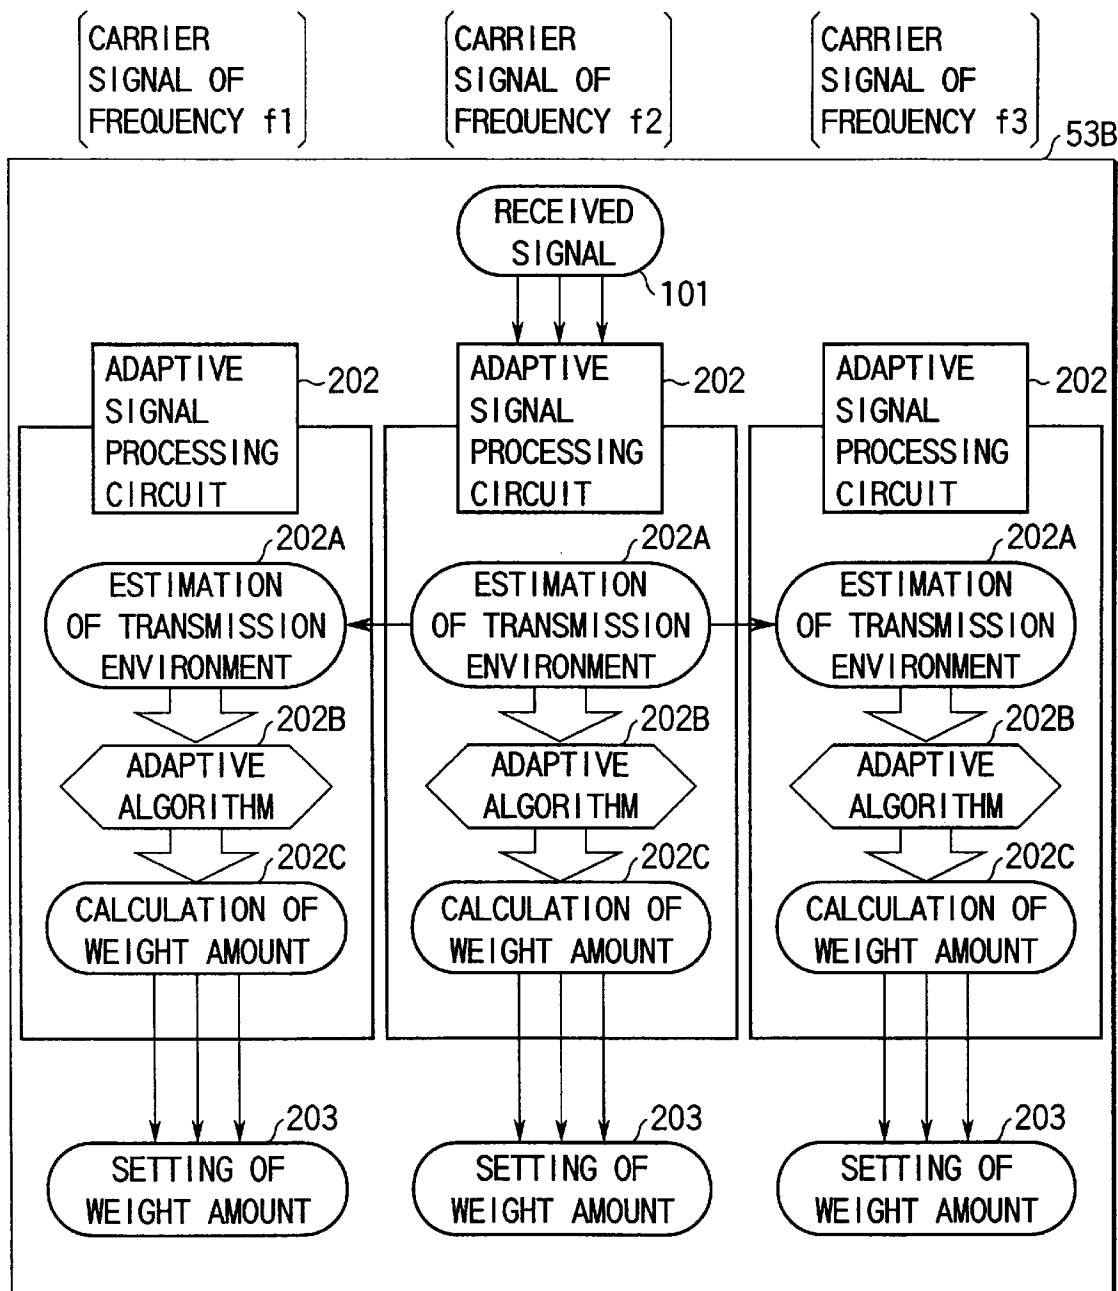 CARRIER
SIGNAL OF
FREQUENCY f1
CARRIER
SIGNAL OF
FREQUENCY f2
CARRIER
SIGNAL OF
FREQUENCY f3
53B
RECEIVED
SIGNAL
101
ADAPTIVE
SIGNAL
PROCESSING
CIRCUIT
202
ADAPTIVE
SIGNAL
PROCESSING
CIRCUIT
202
ADAPTIVE
SIGNAL
PROCESSING
CIRCUIT
202
202A
ESTIMATION
OF TRANSMISSION
ENVIRONMENT
202A
ESTIMATION
OF TRANSMISSION
ENVIRONMENT
202A
ESTIMATION
OF TRANSMISSION
ENVIRONMENT
202B
ADAPTIVE
ALGORITHM
202B
ADAPTIVE
ALGORITHM
202B
ADAPTIVE
ALGORITHM
202C
CALCULATION OF
WEIGHT AMOUNT
202C
CALCULATION OF
WEIGHT AMOUNT
202C
CALCULATION OF
WEIGHT AMOUNT
203
SETTING OF
WEIGHT AMOUNT
203
SETTING OF
WEIGHT AMOUNT
203
SETTING OF
WEIGHT AMOUNT